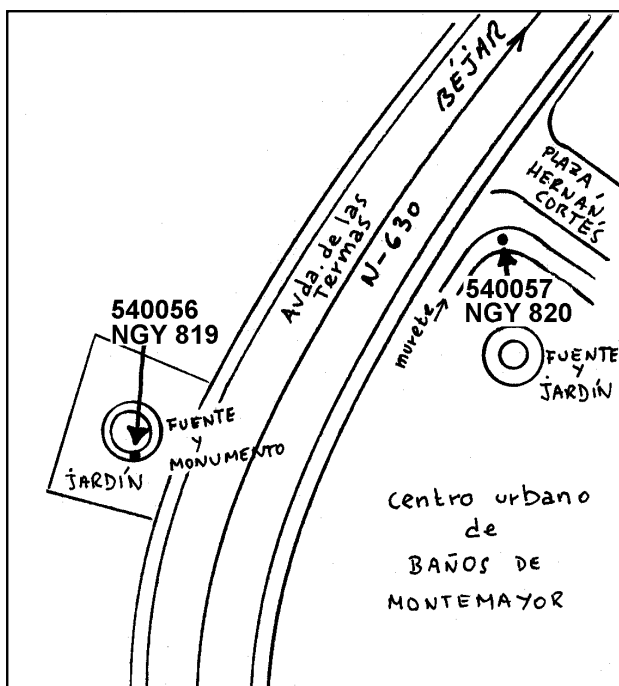 BÉJAR
PLAZA
HERNÁN
CORTÉS
Avda. de las
Termas
N-630
540057
NGY 820
murete
540056
NGY 819
FUENTE
Y
JARDÍN
FUENTE
Y
MONUMENTO
JARDÍN
centro urbano
de
BAÑOS DE
MONTEMAYOR